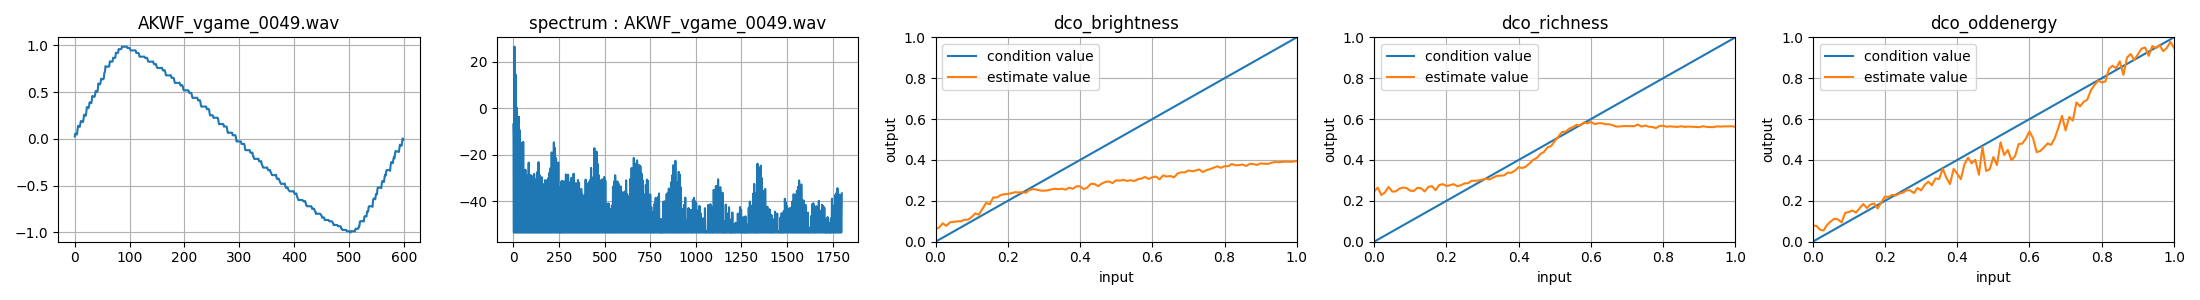 AKWF_vgame_0049.wav
1.0
0.5
0.0
−0.5
−1.0
0 100 200 300 400 500 600
spectrum : AKWF_vgame_0049.wav
20
0
−20
−40
0 250 500 750 1000 1250 1500 1750
dco_brightness
condition value
estimate value
output
1.0
0.8
0.6
0.4
0.2
0.0
0.0 0.2 0.4 0.6 0.8 1.0
input
dco_richness
condition value
estimate value
output
1.0
0.8
0.6
0.4
0.2
0.0
0.0 0.2 0.4 0.6 0.8 1.0
input
dco_oddenergy
condition value
estimate value
output
1.0
0.8
0.6
0.4
0.2
0.0
0.0 0.2 0.4 0.6 0.8 1.0
input